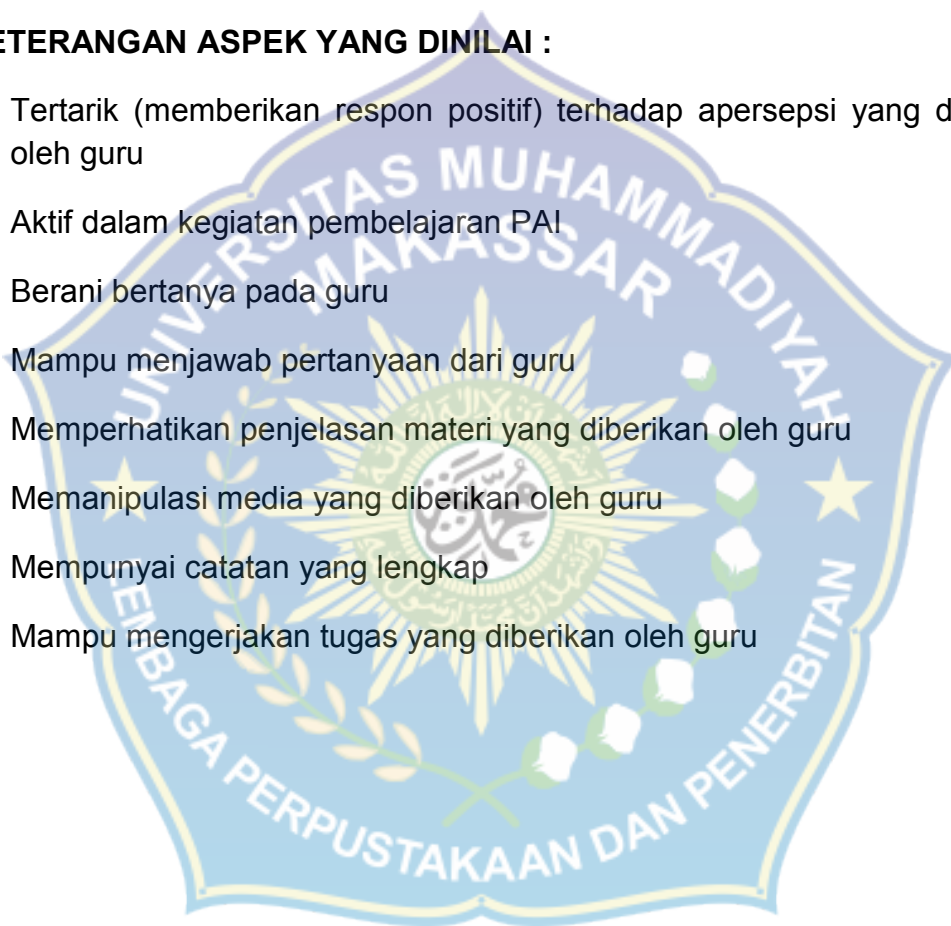 ETERANGAN ASPEK YANG DINILAI :
Tertarik (memberikan respon positif) terhadap apersepsi yang d
oleh guru
UNIVERSITAS MUHAMMADIYAH
MAKASSAR
Aktif dalam kegiatan pembelajaran PAI
Berani bertanya pada guru
Mampu menjawab pertanyaan dari guru
Memperhatikan penjelasan materi yang diberikan oleh guru
Memanipulasi media yang diberikan oleh guru
Mempunyai catatan yang lengkap
Mampu mengerjakan tugas yang diberikan oleh guru
LEMBAGA PERPUSTAKAAN DAN PENERBITAN